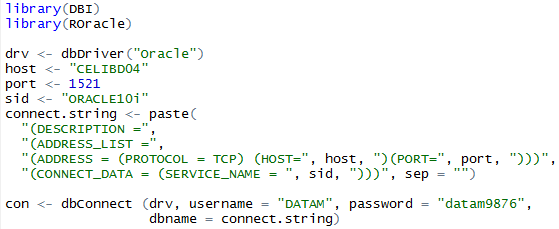 library(DBI)
library(ROracle)
drv <- dbDriver("Oracle")
host <- "CELIBD04"
port <- 1521
sid <- "ORACLE10i"
connect.string <- paste(
"(DESCRIPTION =",
"(ADDRESS_LIST =",
"(ADDRESS = (PROTOCOL = TCP) (HOST=", host, ")(PORT=", port, ")))",
"(CONNECT_DATA = (SERVICE_NAME = ", sid, ")))", sep = "")
con <- dbConnect (drv, username = "DATAM", password = "datam9876",
dbname = connect.string)